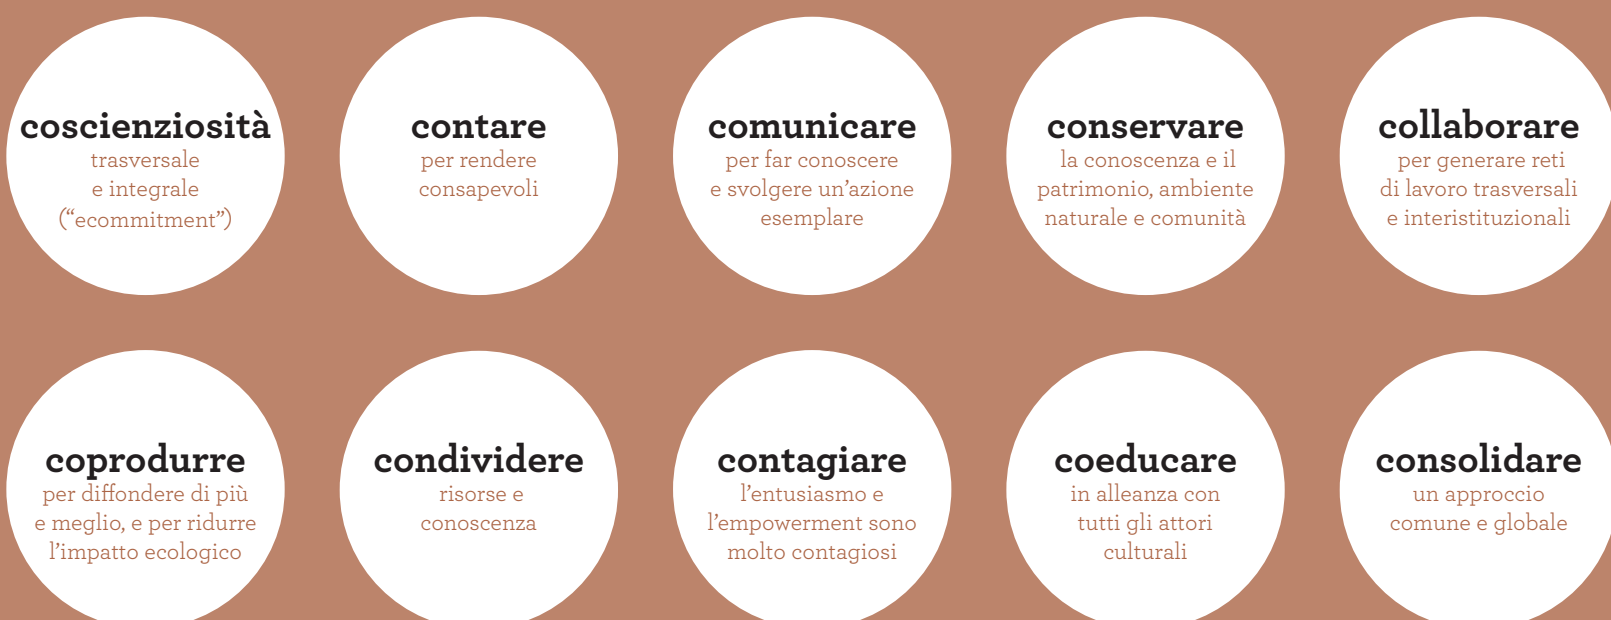 coscienziosità
trasversale
e integrale
(“ecommitment”)
contare
per rendere
consapevoli
comunicare
per far conoscere
e svolgere un’azione
esemplare
conservare
la conoscenza e il
patrimonio, ambiente
naturale e comunità
collaborare
per generare reti
di lavoro trasversali
e interistituzionali
coprodurre
per diffondere di più
e meglio, e per ridurre
l’impatto ecologico
condividere
risorse e
conoscenza
contagiare
l’entusiasmo e
l’empowerment sono
molto contagiosi
coeducare
in alleanza con
tutti gli attori
culturali
consolidare
un approccio
comune e globale